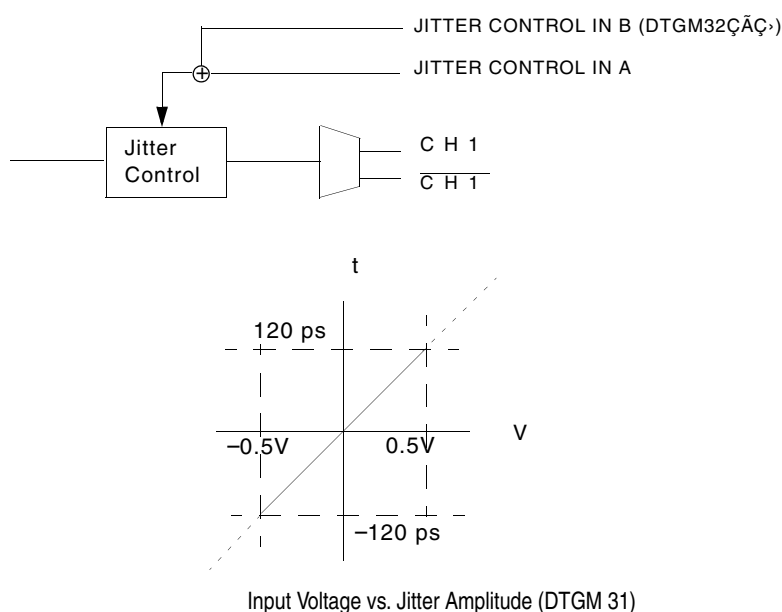 JITTER CONTROL IN B (DTGM32ÇÃÇ›)
JITTER CONTROL IN A
Jitter
Control
C H 1
C H 1
t
120 ps
−0.5V
0.5V
V
−120 ps
Input Voltage vs. Jitter Amplitude (DTGM 31)